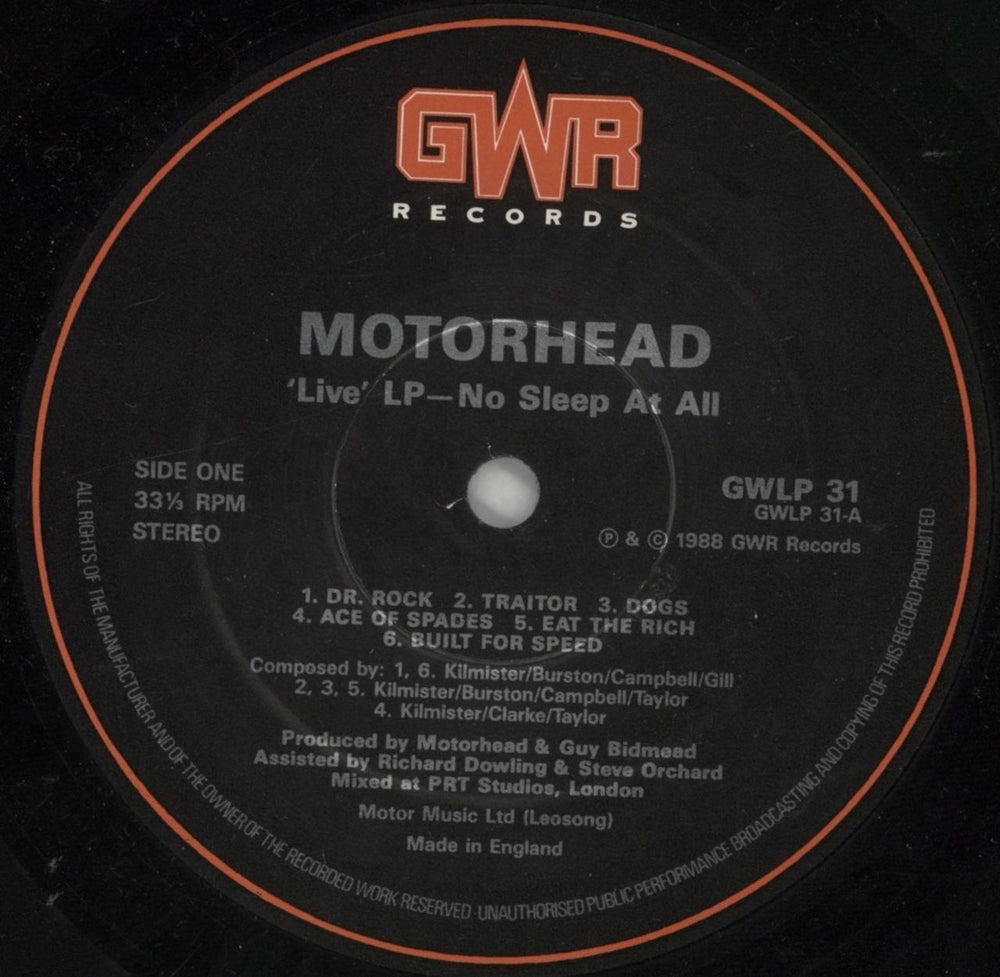 GWR
RECORDS
MOTORHEAD
'Live' LP—No Sleep At All
SIDE ONE
33⅓ RPM
STEREO
GWLP 31
GWLP 31-A
Ⓟ & © 1988 GWR Records
1. DR. ROCK 2. TRAITOR 3. DOGS
4. ACE OF SPADES 5. EAT THE RICH
6. BUILT FOR SPEED
Composed by: 1, 6. Kilmister/Burston/Campbell/Gill
2, 3, 5. Kilmister/Burston/Campbell/Taylor
4. Kilmister/Clarke/Taylor
Produced by Motorhead & Guy Bidmead
Assisted by Richard Dowling & Steve Orchard
Mixed at PRT Studios, London
Motor Music Ltd (Leosong)
Made in England
ALL RIGHTS OF THE MANUFACTURER AND OF THE OWNER OF THE RECORDED WORK RESERVED · UNAUTHORISED PUBLIC PERFORMANCE BROADCASTING AND COPYING OF THIS RECORD PROHIBITED